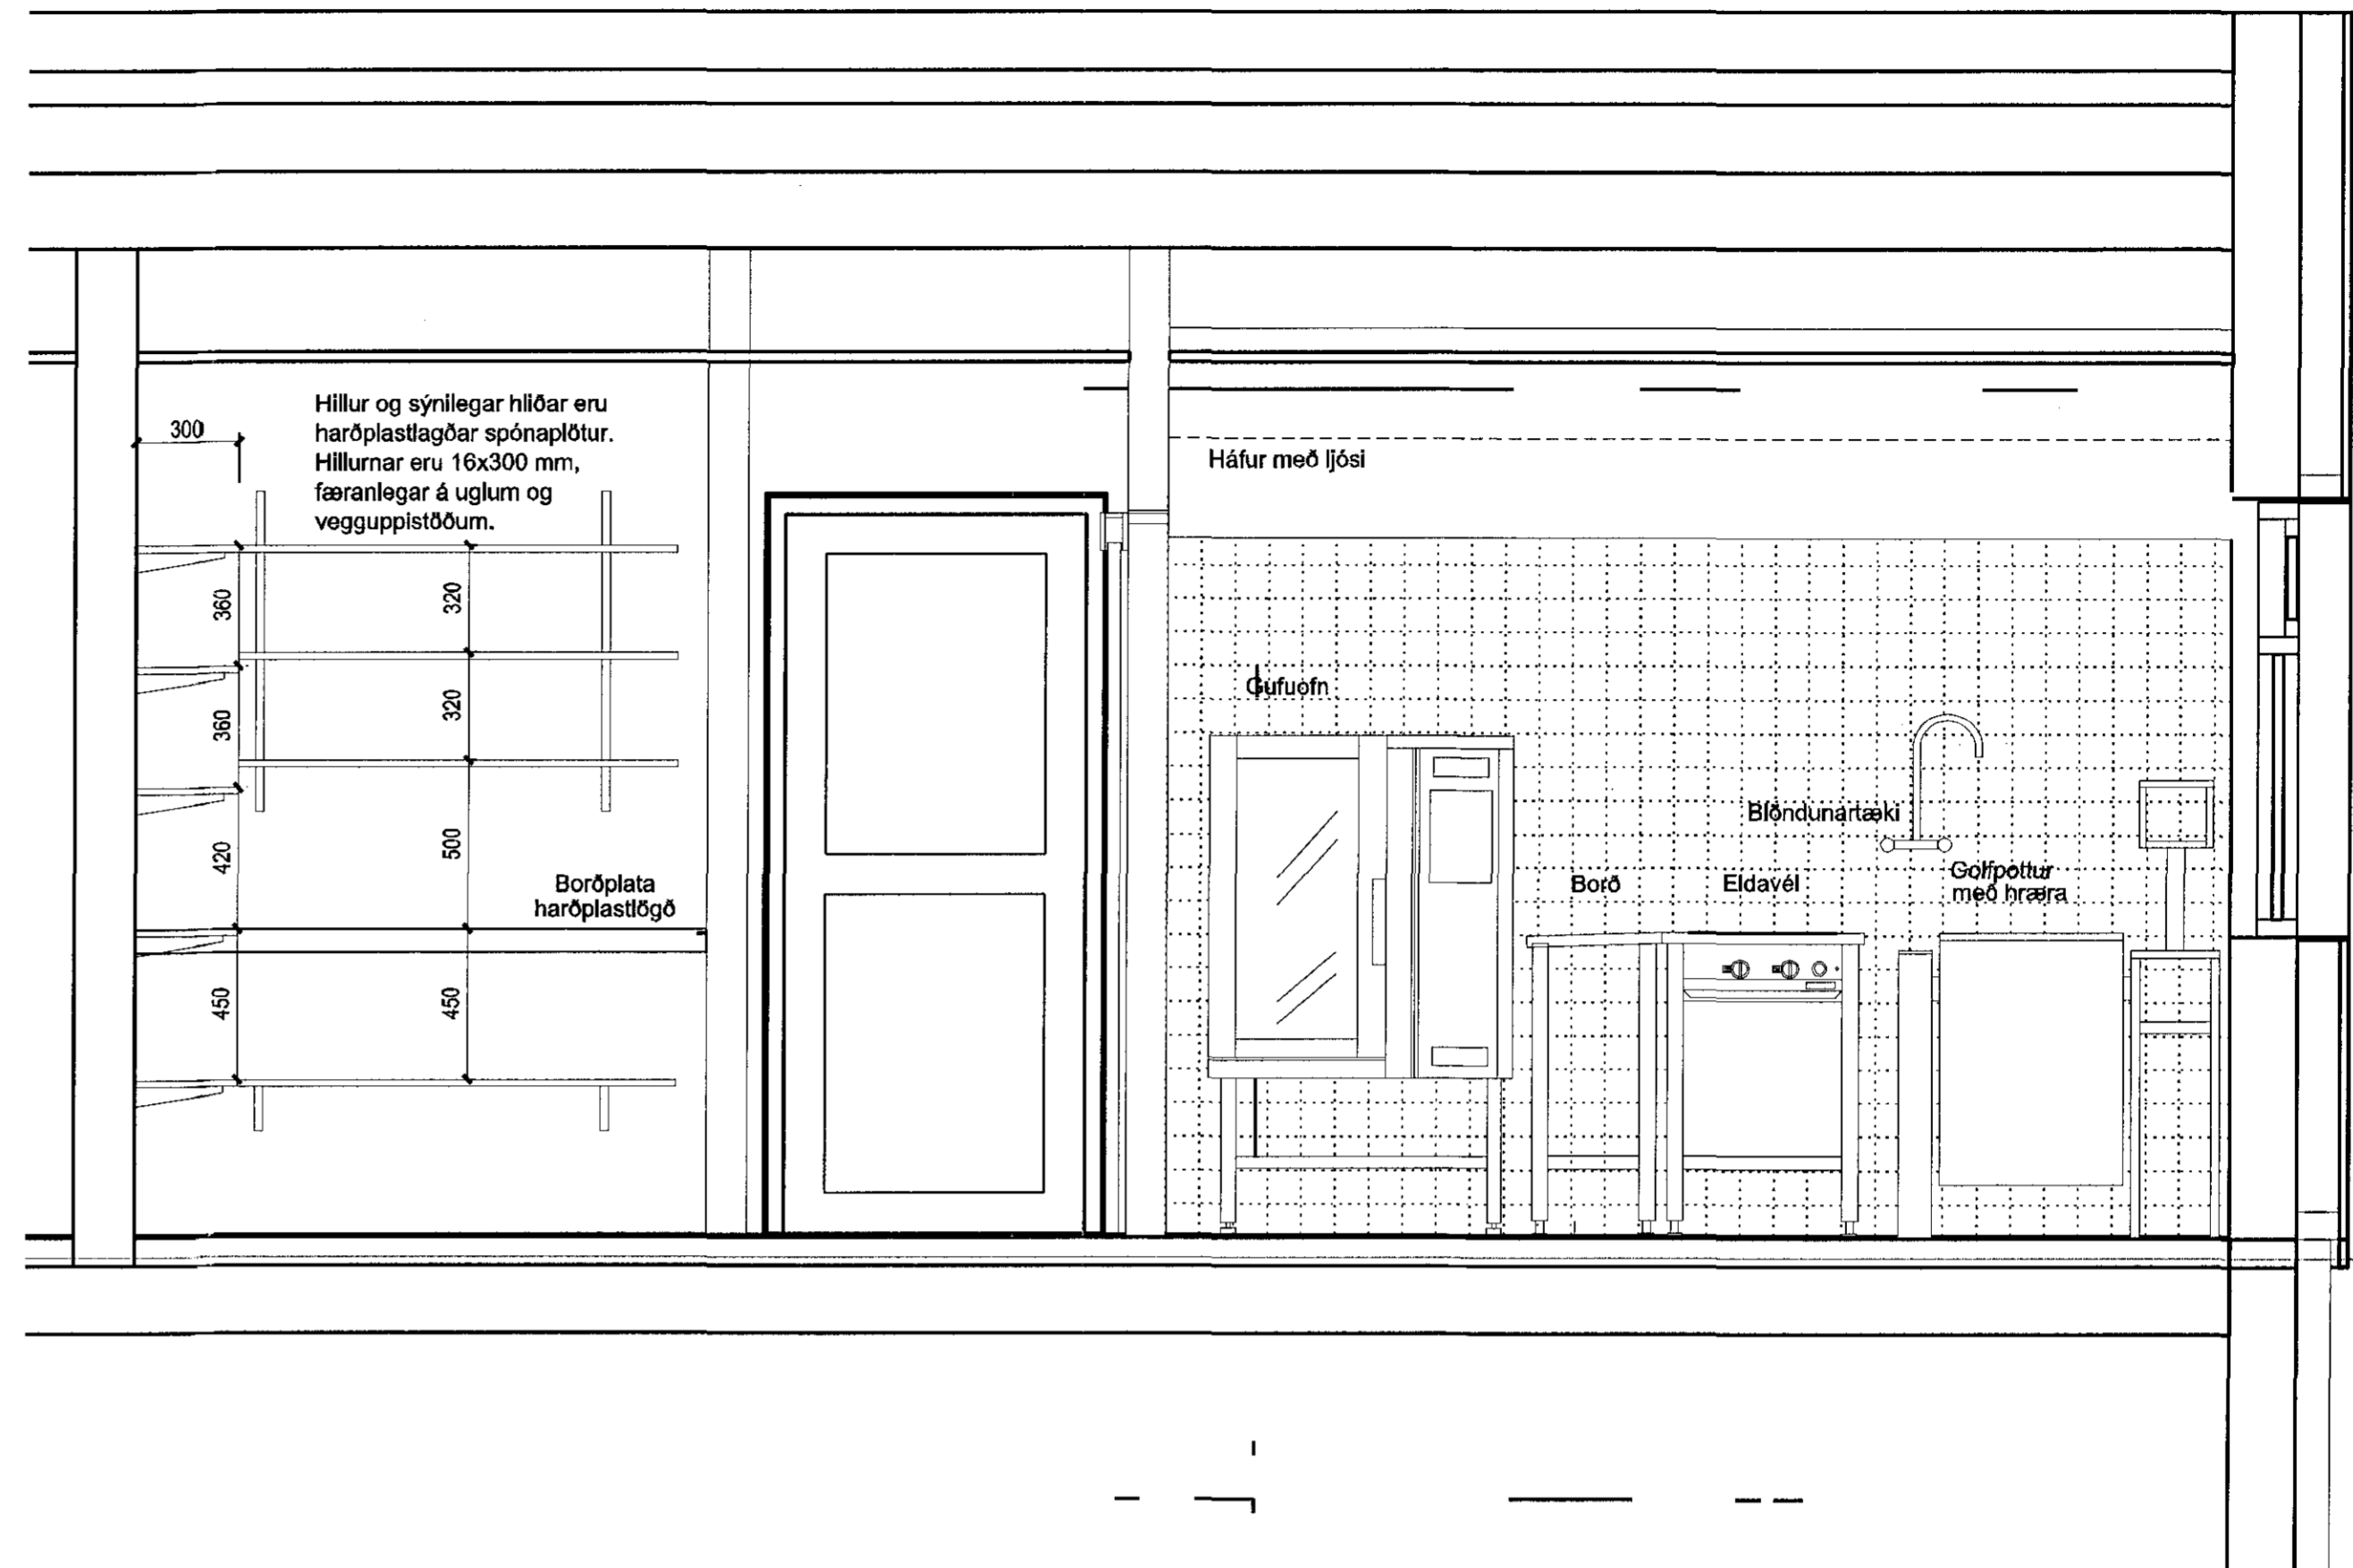 Hillur og sýnilegar hliðar eru
harðplastlagðar spónaplötur.
Hillurnar eru 16x300 mm,
færanlegar á uglum og
vegguppistöðum.
300
360
360
420
450
320
320
500
450
Borðplata
harðplastlögð
Háfur með ljósi
Gufuofn
Borð
Eldavél
Blöndunartæki
Golfpottur
með hræra